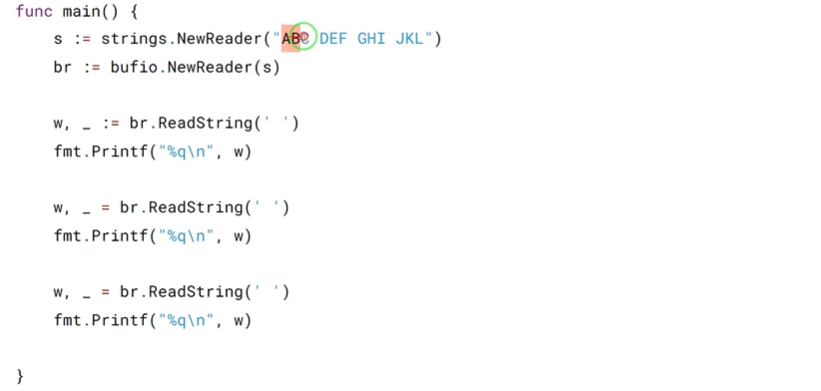 func main() {
    s := strings.NewReader("ABC DEF GHI JKL")
    br := bufio.NewReader(s)
    w, _ := br.ReadString(' ')
    fmt.Printf("%q\n", w)
    w, _ = br.ReadString(' ')
    fmt.Printf("%q\n", w)
    w, _ = br.ReadString(' ')
    fmt.Printf("%q\n", w)
}